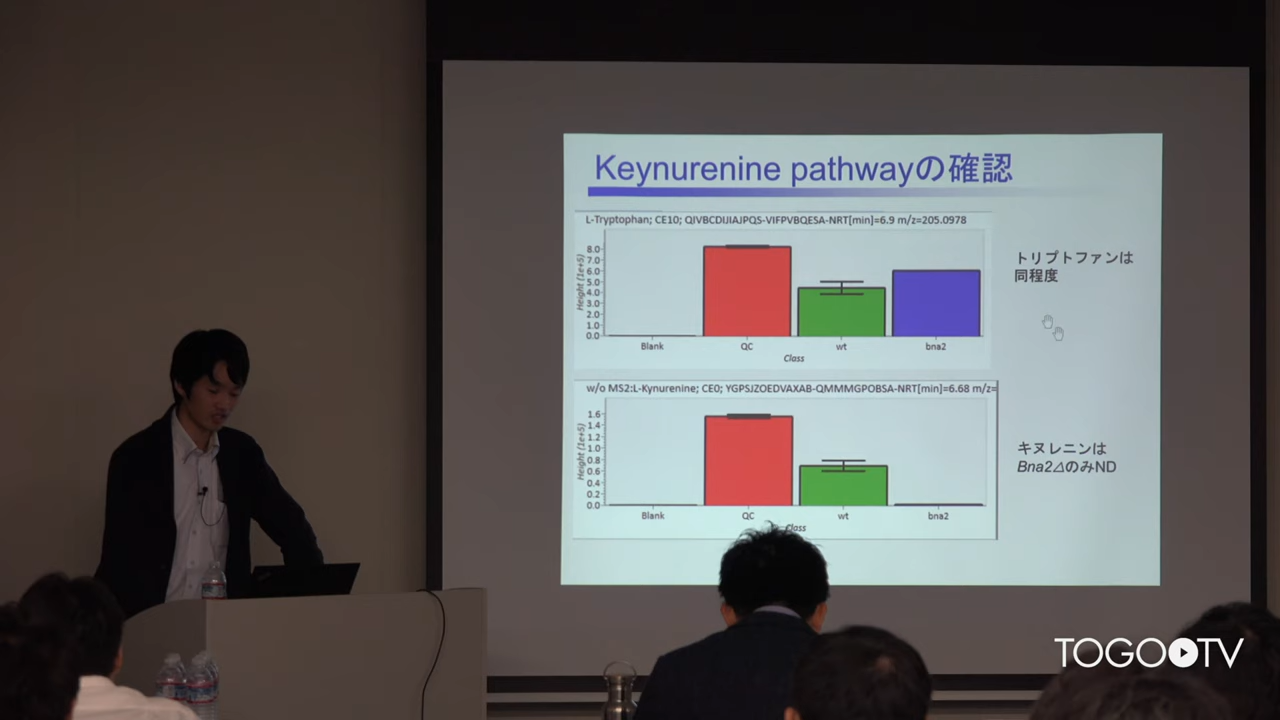 Keynurenine pathwayの確認
L-Tryptophan; CE10; QIVBCDIJIAJPQS-VIFPVBQESA-NRT[min]=6.9 m/z=205.0978
Height (1e+5)
8.0
7.0
6.0
5.0
4.0
3.0
2.0
1.0
0.0
Blank
QC
wt
bna2
Class
トリプトファンは
同程度
w/o MS2:L-Kynurenine; CE0; YGPSJZOEDVAXAB-QMMMGPOBSA-NRT[min]=6.68 m/z=
Height (1e+5)
1.6
1.4
1.2
1.0
0.8
0.6
0.4
0.2
0.0
Blank
QC
wt
bna2
Class
キヌレニンは
Bna2△のみND
TOGOTV